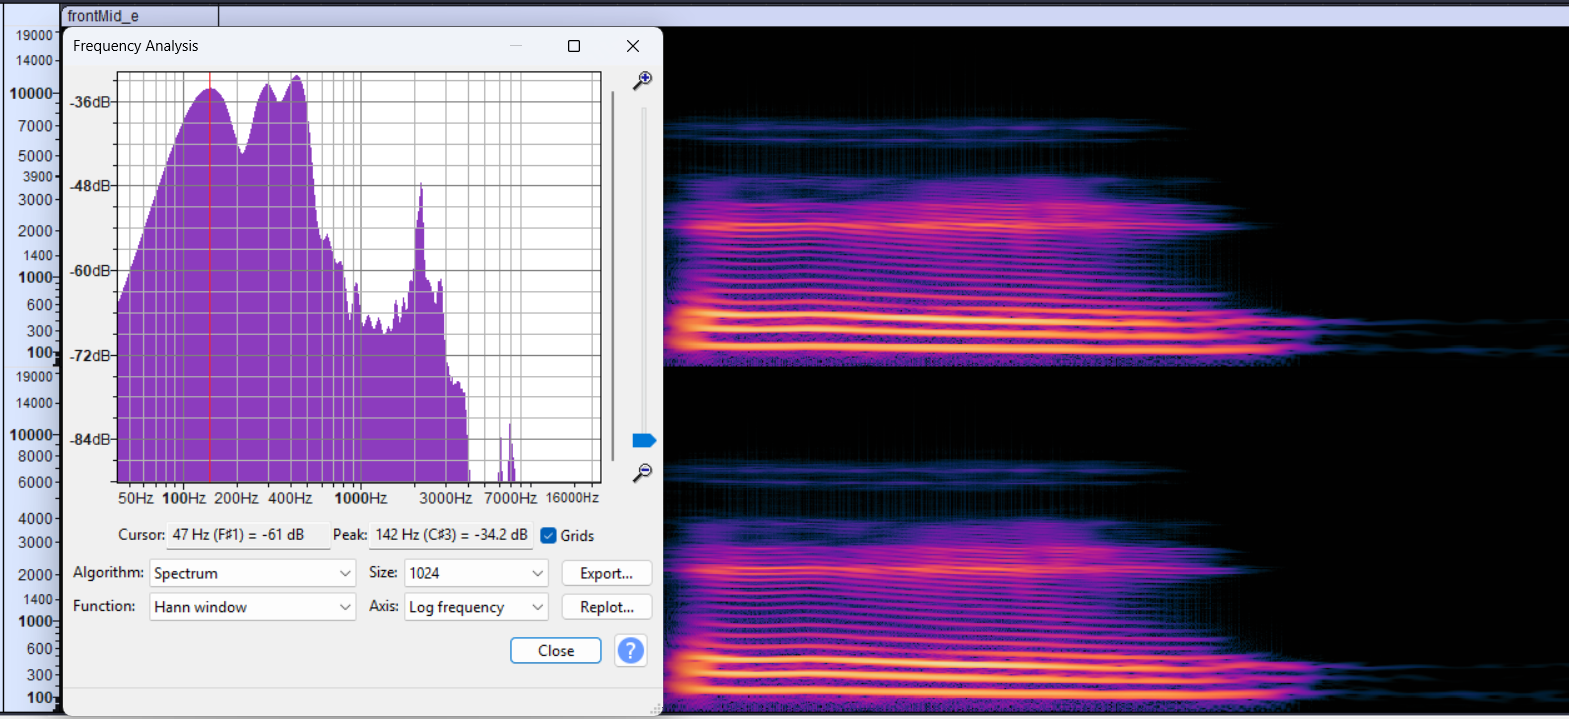 frontMid_e
Frequency Analysis
19000
14000
10000
7000
5000
3900
3000
2000
1400
1000
600
300
100
19000
14000
10000
8000
6000
4000
3000
2000
1400
1000
600
300
100
-36dB
-48dB
-60dB
-72dB
-84dB
50Hz 100Hz 200Hz 400Hz 1000Hz 3000Hz 7000Hz 16000Hz
Cursor: 47 Hz (F♯1) = -61 dB Peak: 142 Hz (C♯3) = -34.2 dB Grids
Algorithm: Spectrum Size: 1024 Export...
Function: Hann window Axis: Log frequency Replot...
Close ?